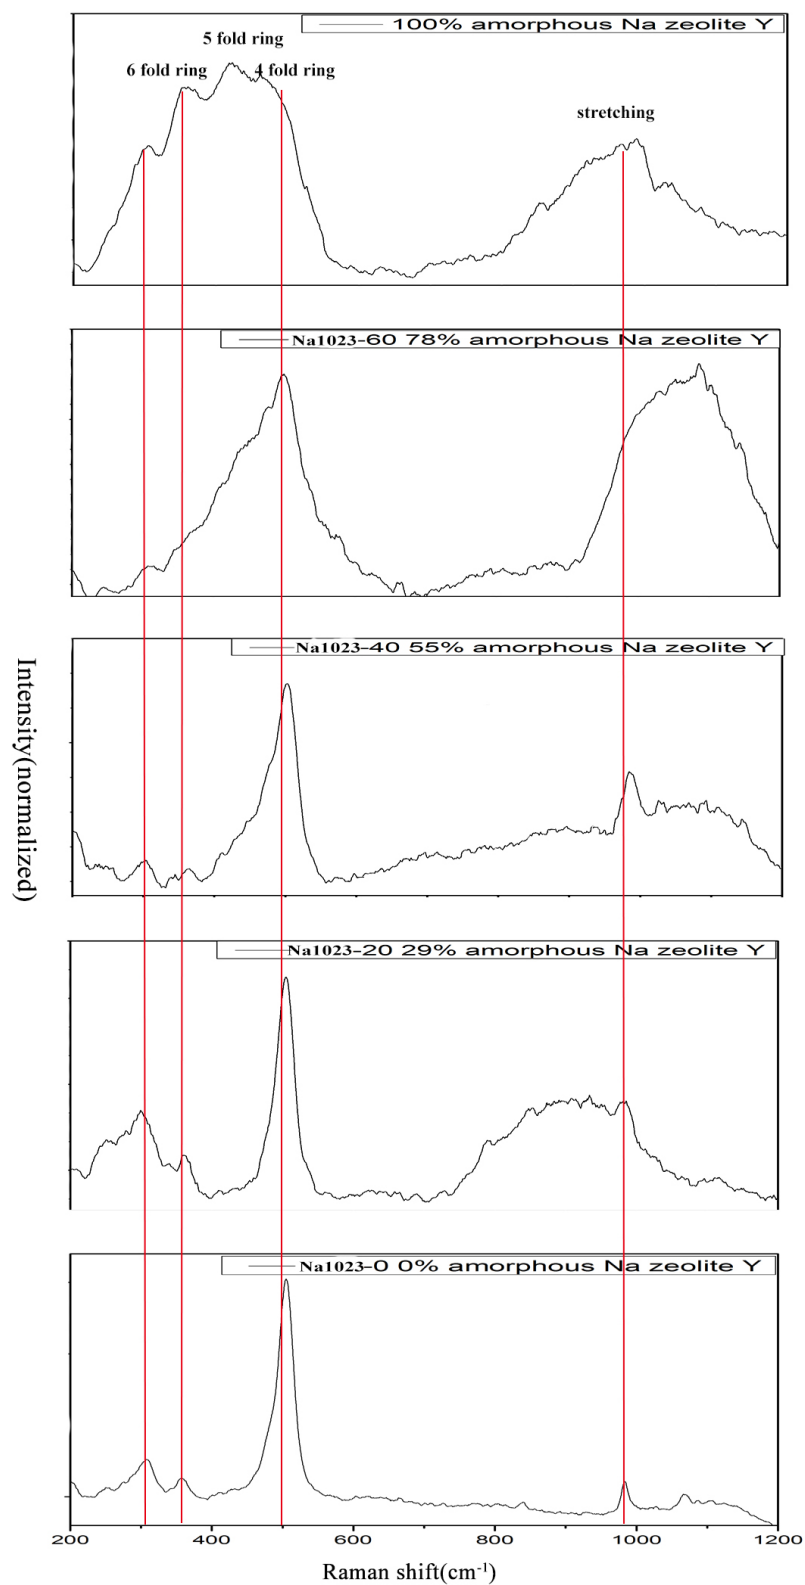 100% amorphous Na zeolite Y
5 fold ring
6 fold ring
4 fold ring
stretching
Na1023-60 78% amorphous Na zeolite Y
Na1023-40 55% amorphous Na zeolite Y
Intensity(normalized)
Na1023-20 29% amorphous Na zeolite Y
Na1023-0 0% amorphous Na zeolite Y
200 400 600 800 1000 1200
Raman shift(cm⁻¹)